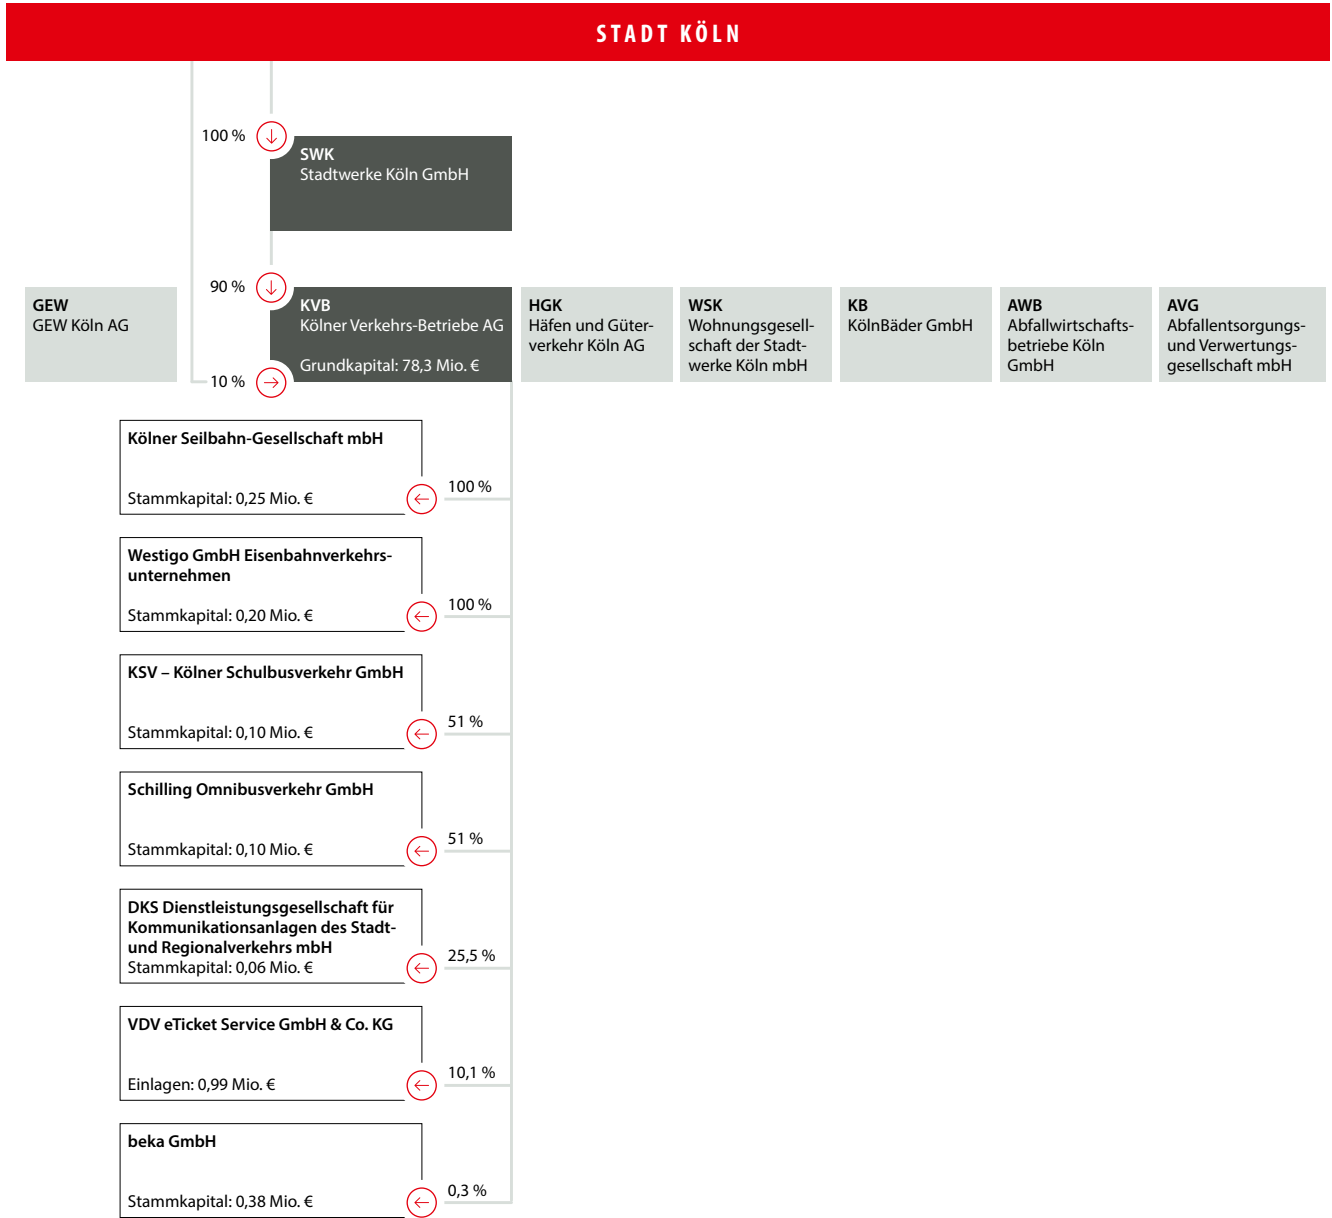 STADT KÖLN
100 %
SWK
Stadtwerke Köln GmbH
GEW
GEW Köln AG
90 %
10 %
KVB
Kölner Verkehrs-Betriebe AG
Grundkapital: 78,3 Mio. €
HGK
Häfen und Güter-
verkehr Köln AG
WSK
Wohnungsgesell-
schaft der Stadt-
werke Köln mbH
KB
KölnBäder GmbH
AWB
Abfallwirtschafts-
betriebe Köln
GmbH
AVG
Abfallentsorgungs-
und Verwertungs-
gesellschaft mbH
Kölner Seilbahn-Gesellschaft mbH
Stammkapital: 0,25 Mio. €
100 %
Westigo GmbH Eisenbahnverkehrs-
unternehmen
Stammkapital: 0,20 Mio. €
100 %
KSV – Kölner Schulbusverkehr GmbH
Stammkapital: 0,10 Mio. €
51 %
Schilling Omnibusverkehr GmbH
Stammkapital: 0,10 Mio. €
51 %
DKS Dienstleistungsgesellschaft für
Kommunikationsanlagen des Stadt-
und Regionalverkehrs mbH
Stammkapital: 0,06 Mio. €
25,5 %
VDV eTicket Service GmbH & Co. KG
Einlagen: 0,99 Mio. €
10,1 %
beka GmbH
Stammkapital: 0,38 Mio. €
0,3 %